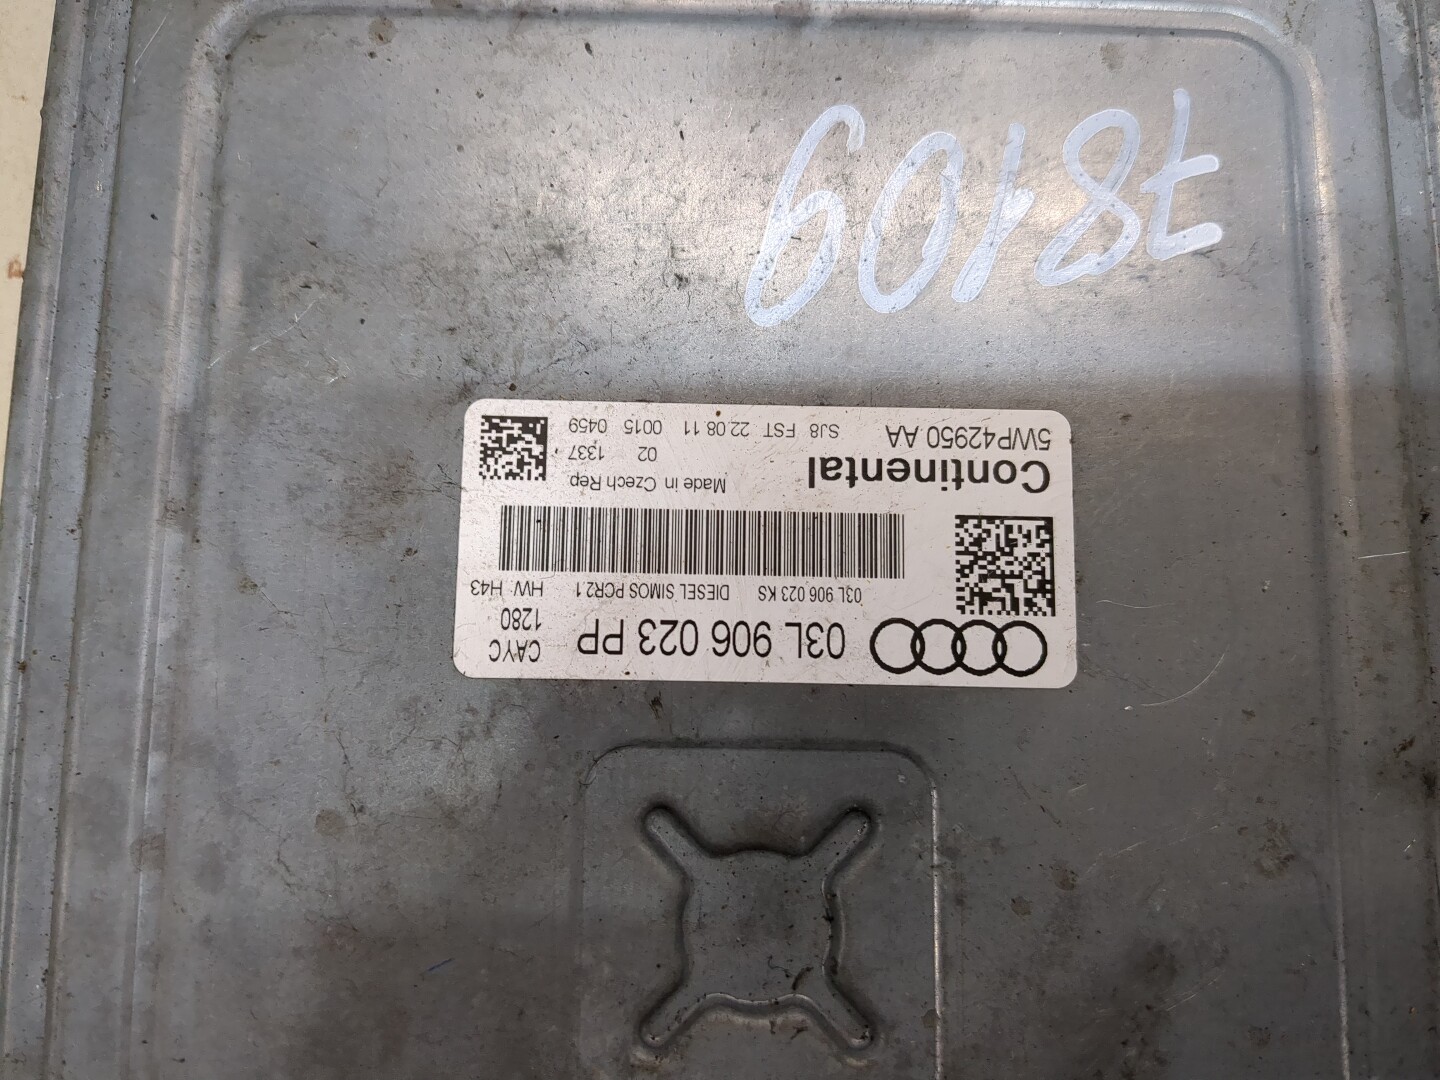 03L 906 023 PP CAYC
1280
03L 906 023 KS DIESEL SIMOS PCR2.1 HW H43
Continental Made in Czech Rep.
02 1337
5WP42950 AA SJ8 FST 22.08.11 0015 0459
78109